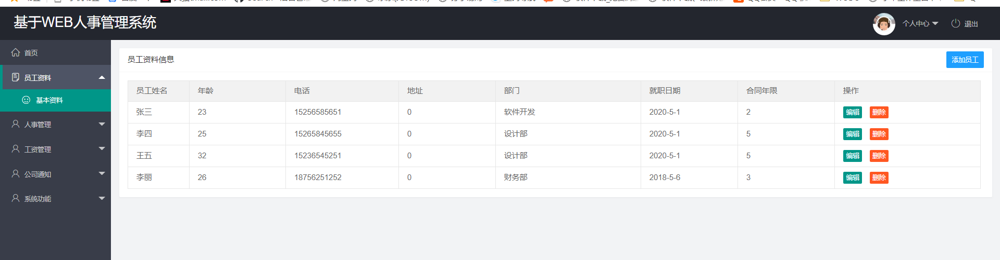 基于WEB人事管理系统
个人中心 退出
首页
员工资料
基本资料
人事管理
工资管理
公司通知
系统功能
员工资料信息 添加员工
员工姓名 年龄 电话 地址 部门 就职日期 合同年限 操作
张三 23 15256585651 0 软件开发 2020-5-1 2 编辑 删除
李四 25 15265845655 0 设计部 2020-5-1 5 编辑 删除
王五 32 15236545251 0 设计部 2020-5-1 5 编辑 删除
李丽 26 18756251252 0 财务部 2018-5-6 3 编辑 删除